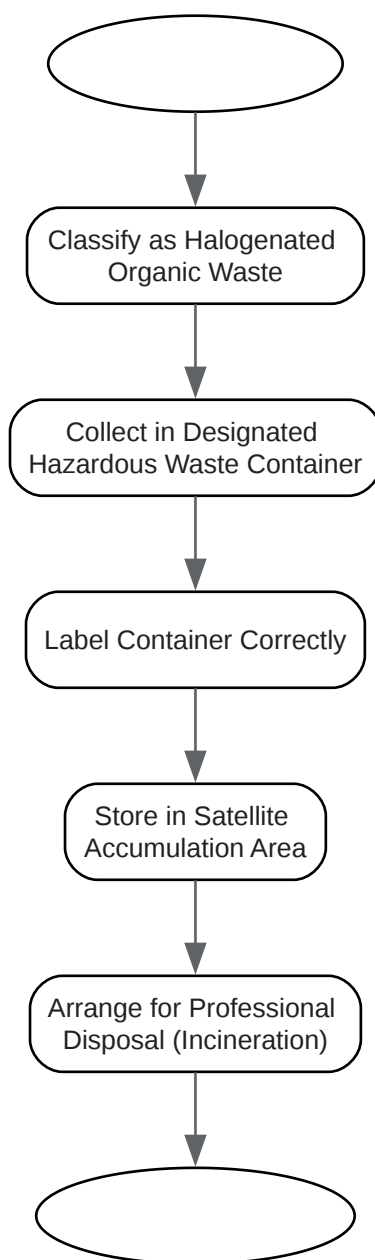 Classify as Halogenated
Organic Waste
Collect in Designated
Hazardous Waste Container
Label Container Correctly
Store in Satellite
Accumulation Area
Arrange for Professional
Disposal (Incineration)